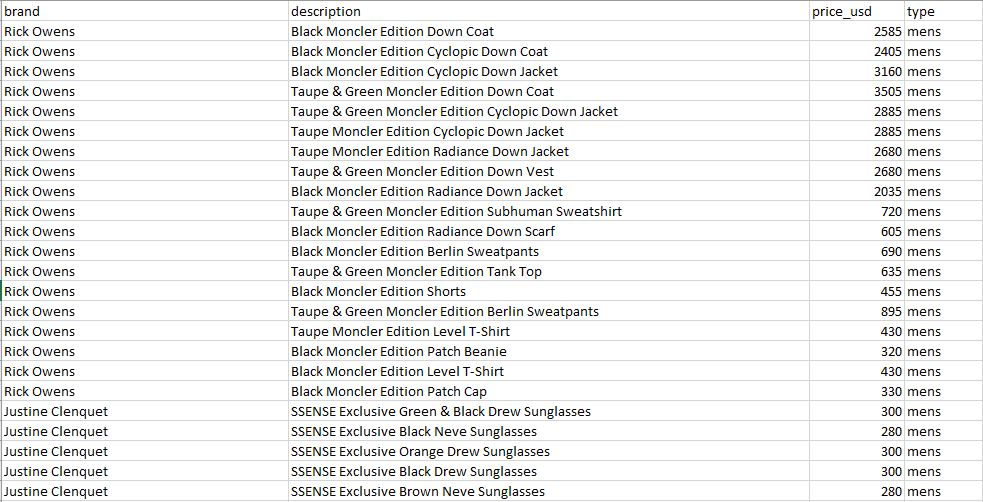 brand description price_usd type
Rick Owens Black Moncler Edition Down Coat 2585 mens
Rick Owens Black Moncler Edition Cyclopic Down Coat 2405 mens
Rick Owens Black Moncler Edition Cyclopic Down Jacket 3160 mens
Rick Owens Taupe & Green Moncler Edition Down Coat 3505 mens
Rick Owens Taupe & Green Moncler Edition Cyclopic Down Jacket 2885 mens
Rick Owens Taupe Moncler Edition Cyclopic Down Jacket 2885 mens
Rick Owens Taupe Moncler Edition Radiance Down Jacket 2680 mens
Rick Owens Taupe & Green Moncler Edition Down Vest 2680 mens
Rick Owens Black Moncler Edition Radiance Down Jacket 2035 mens
Rick Owens Taupe & Green Moncler Edition Subhuman Sweatshirt 720 mens
Rick Owens Black Moncler Edition Radiance Down Scarf 605 mens
Rick Owens Black Moncler Edition Berlin Sweatpants 690 mens
Rick Owens Taupe & Green Moncler Edition Tank Top 635 mens
Rick Owens Black Moncler Edition Shorts 455 mens
Rick Owens Taupe & Green Moncler Edition Berlin Sweatpants 895 mens
Rick Owens Taupe Moncler Edition Level T-Shirt 430 mens
Rick Owens Black Moncler Edition Patch Beanie 320 mens
Rick Owens Black Moncler Edition Level T-Shirt 430 mens
Rick Owens Black Moncler Edition Patch Cap 330 mens
Justine Clenquet SSENSE Exclusive Green & Black Drew Sunglasses 300 mens
Justine Clenquet SSENSE Exclusive Black Neve Sunglasses 280 mens
Justine Clenquet SSENSE Exclusive Orange Drew Sunglasses 300 mens
Justine Clenquet SSENSE Exclusive Black Drew Sunglasses 300 mens
Justine Clenquet SSENSE Exclusive Brown Neve Sunglasses 280 mens